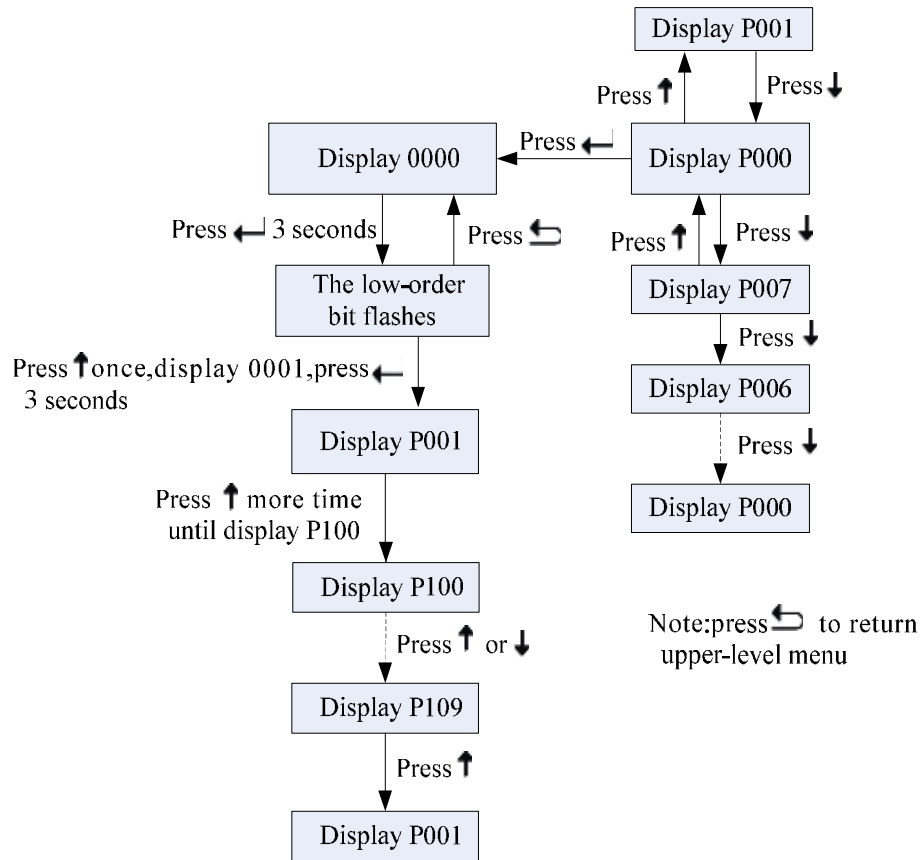 Display P001
Press ↑
Press ↓
Display 0000
Press ↵
Display P000
Press ↵ 3 seconds
Press ⮌
Press ↑
Press ↓
The low-order
bit flashes
Display P007
Press ↓
Press ↑once,display 0001,press ↵
3 seconds
Display P006
Display P001
Press ↓
Press ↑ more time
until display P100
Display P000
Display P100
Note:press ⮌ to return
upper-level menu
Press ↑ or ↓
Display P109
Press ↑
Display P001